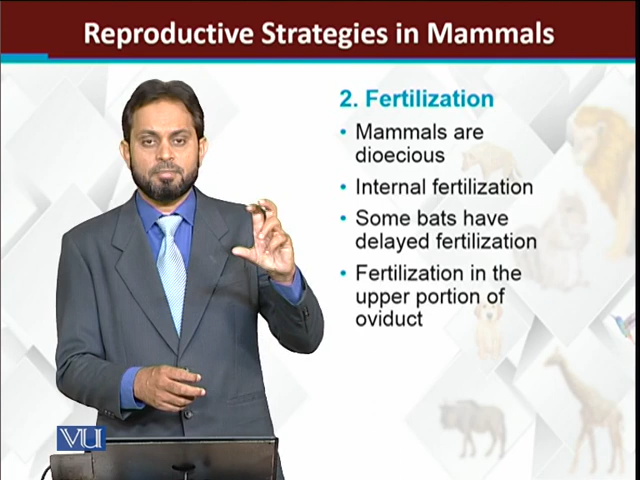 Reproductive Strategies in Mammals
2. Fertilization
• Mammals are
dioecious
• Internal fertilization
• Some bats have
delayed fertilization
• Fertilization in the
upper portion of
oviduct
VU